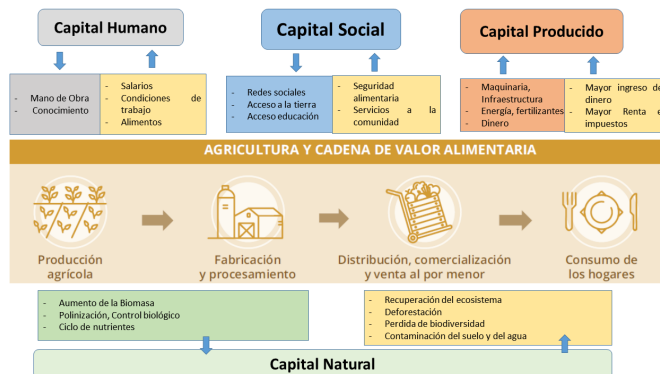 Capital Humano
Capital Social
Capital Producido
- Mano de Obra
- Conocimiento
- Salarios
- Condiciones de
trabajo
- Alimentos
- Redes sociales
- Acceso a la tierra
- Acceso educación
- Seguridad
alimentaria
- Servicios a la
comunidad
- Maquinaria,
Infraestructura
- Energía, fertilizantes
- Dinero
- Mayor ingreso de
dinero
- Mayor Renta e
impuestos
AGRICULTURA Y CADENA DE VALOR ALIMENTARIA
Producción
agrícola
Fabricación
y procesamiento
Distribución, comercialización
y venta al por menor
Consumo de
los hogares
- Aumento de la Biomasa
- Polinización, Control biológico
- Ciclo de nutrientes
- Recuperación del ecosistema
- Deforestación
- Perdida de biodiversidad
- Contaminación del suelo y del agua
Capital Natural